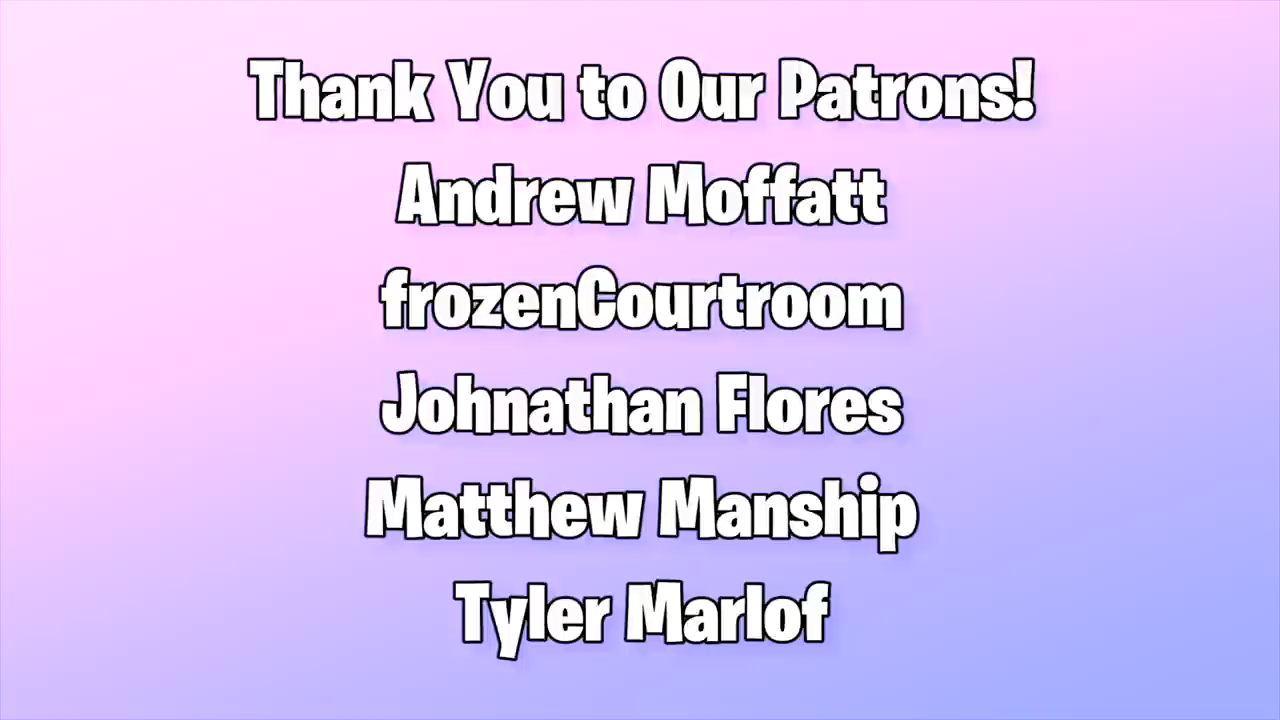 Thank You to Our Patrons!
Andrew Moffatt
frozenCourtroom
Johnathan Flores
Matthew Manship
Tyler Marlof